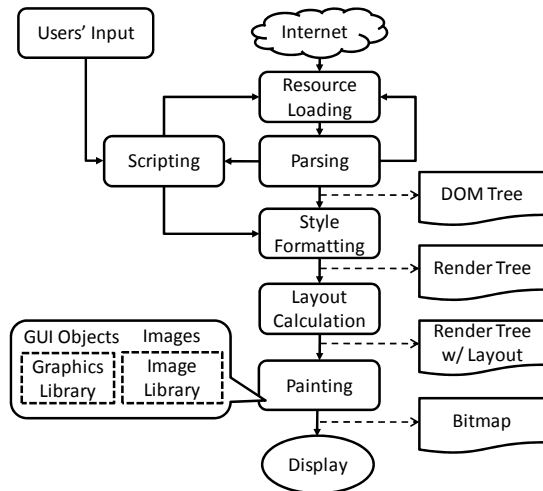 Users' Input
Internet
Resource
Loading
Scripting
Parsing
DOM Tree
Style
Formatting
Render Tree
Layout
Calculation
GUI Objects
Images
Graphics
Library
Image
Library
Render Tree
w/ Layout
Painting
Bitmap
Display